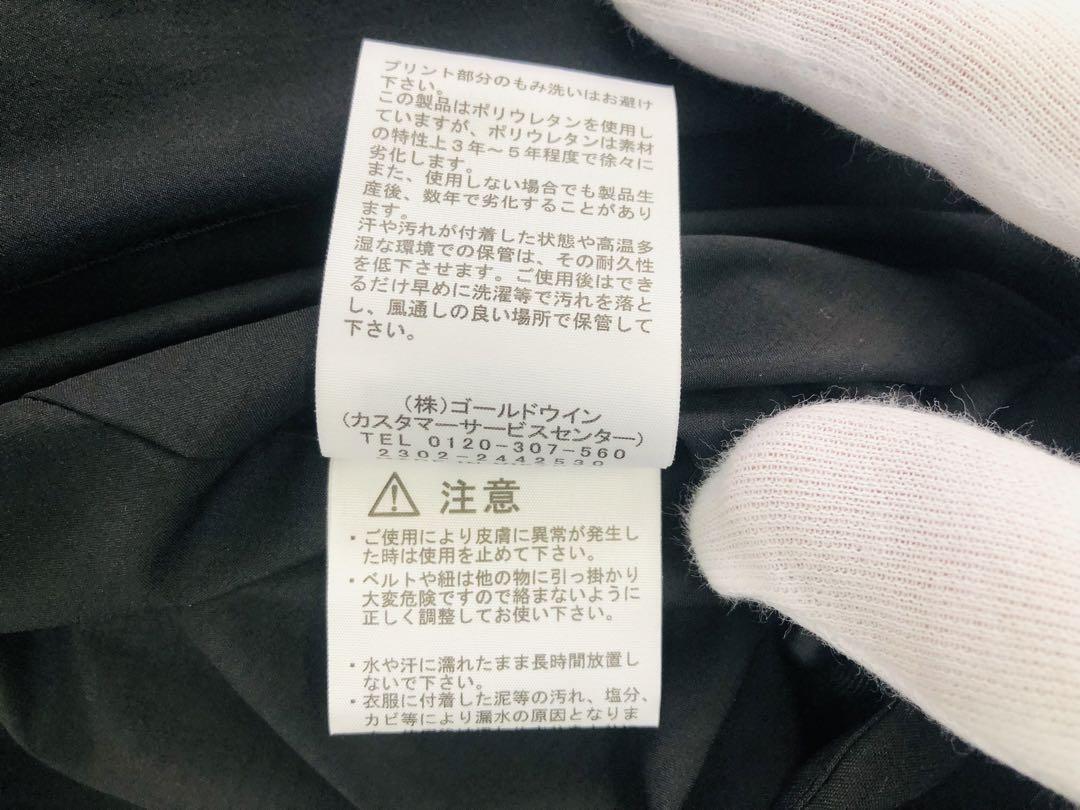 プリント部分のもみ洗いはお避け
下さい。
この製品はポリウレタンを使用し
ていますが、ポリウレタンは素材
の特性上3年～5年程度で徐々に
劣化します。
また、使用しない場合でも製品生
産後、数年で劣化することがあり
ます。
汗や汚れが付着した状態や高温多
湿な環境での保管は、その耐久性
を低下させます。ご使用後はでき
るだけ早めに洗濯等で汚れを落と
し、風通しの良い場所で保管して
下さい。
(株)ゴールドウイン
(カスタマーサービスセンター)
TEL 0120-307-560
2302-2442530
注意
・ご使用により皮膚に異常が発生し
た時は使用を止めて下さい。
・ベルトや紐は他の物に引っ掛かり
大変危険ですので絡まないように
正しく調整してお使い下さい。
・水や汗に濡れたまま長時間放置し
ないで下さい。
・衣服に付着した泥等の汚れ、塩分、
カビ等により漏水の原因となりま